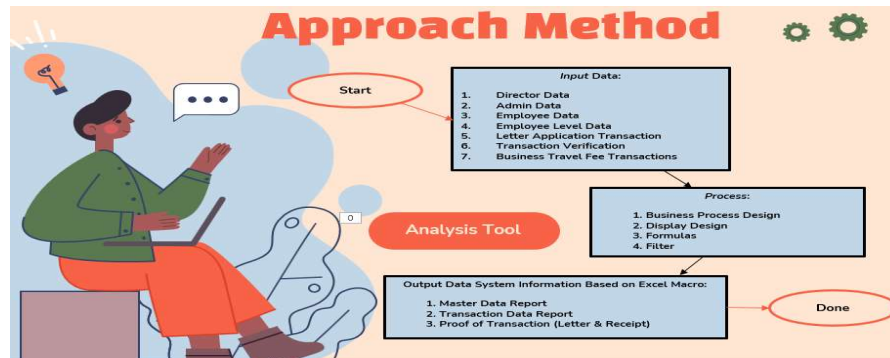 Approach Method
Start
Input Data:
1. Director Data
2. Admin Data
3. Employee Data
4. Employee Level Data
5. Letter Application Transaction
6. Transaction Verification
7. Business Travel Fee Transactions
Process:
1. Business Process Design
2. Display Design
3. Formulas
4. Filter
0
Analysis Tool
Output Data System Information Based on Excel Macro:
1. Master Data Report
2. Transaction Data Report
3. Proof of Transaction (Letter & Receipt)
Done